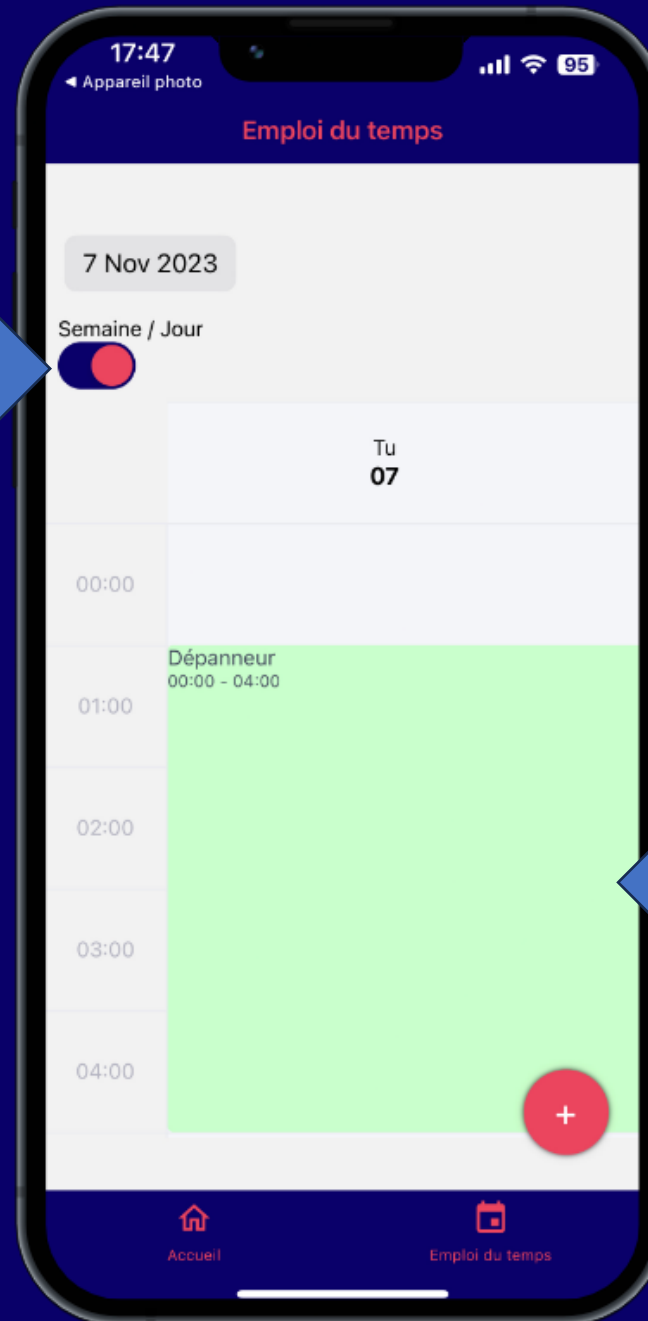 17:47
95
◄ Appareil photo
Emploi du temps
7 Nov 2023
Semaine / Jour
Tu
07
00:00
Dépanneur
00:00 - 04:00
01:00
02:00
03:00
04:00
+
Accueil
Emploi du temps